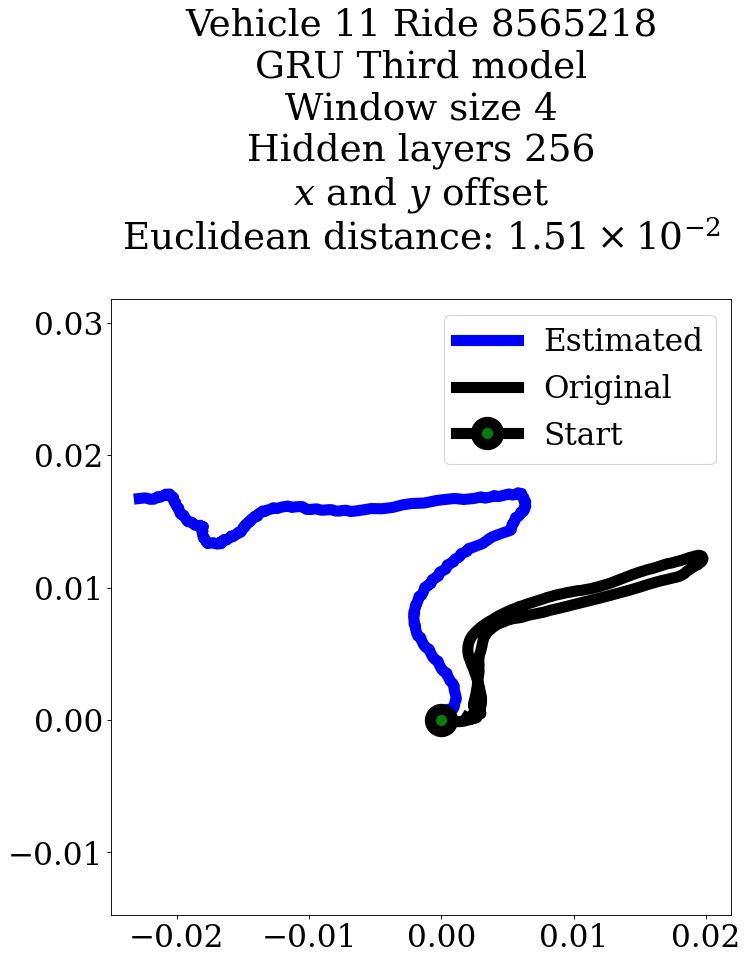 Vehicle 11 Ride 8565218
GRU Third model
Window size 4
Hidden layers 256
x and y offset
Euclidean distance: 1.51 × 10⁻²
0.03
0.02
0.01
0.00
−0.01
Estimated
Original
Start
−0.02
−0.01
0.00
0.01
0.02